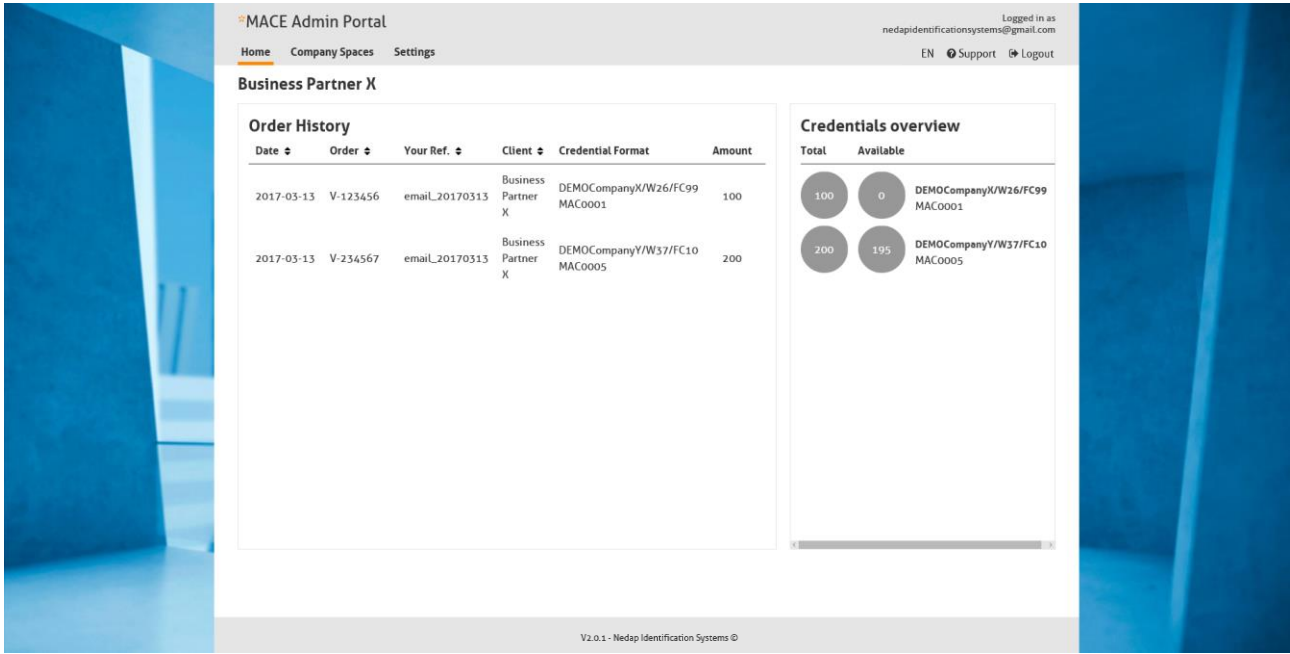 MACE Admin Portal
Logged in as
nedapidentificationsystems@gmail.com
Home Company Spaces Settings
EN Support Logout
Business Partner X
Order History
Date Order Your Ref. Client Credential Format Amount
2017-03-13 V-123456 email_20170313 Business Partner X DEMOCompanyX/W26/FC99 MAC0001 100
2017-03-13 V-234567 email_20170313 Business Partner X DEMOCompanyY/W37/FC10 MAC0005 200
Credentials overview
Total Available
100 0 DEMOCompanyX/W26/FC99
MAC0001
200 195 DEMOCompanyY/W37/FC10
MAC0005
V2.0.1 - Nedap Identification Systems ©